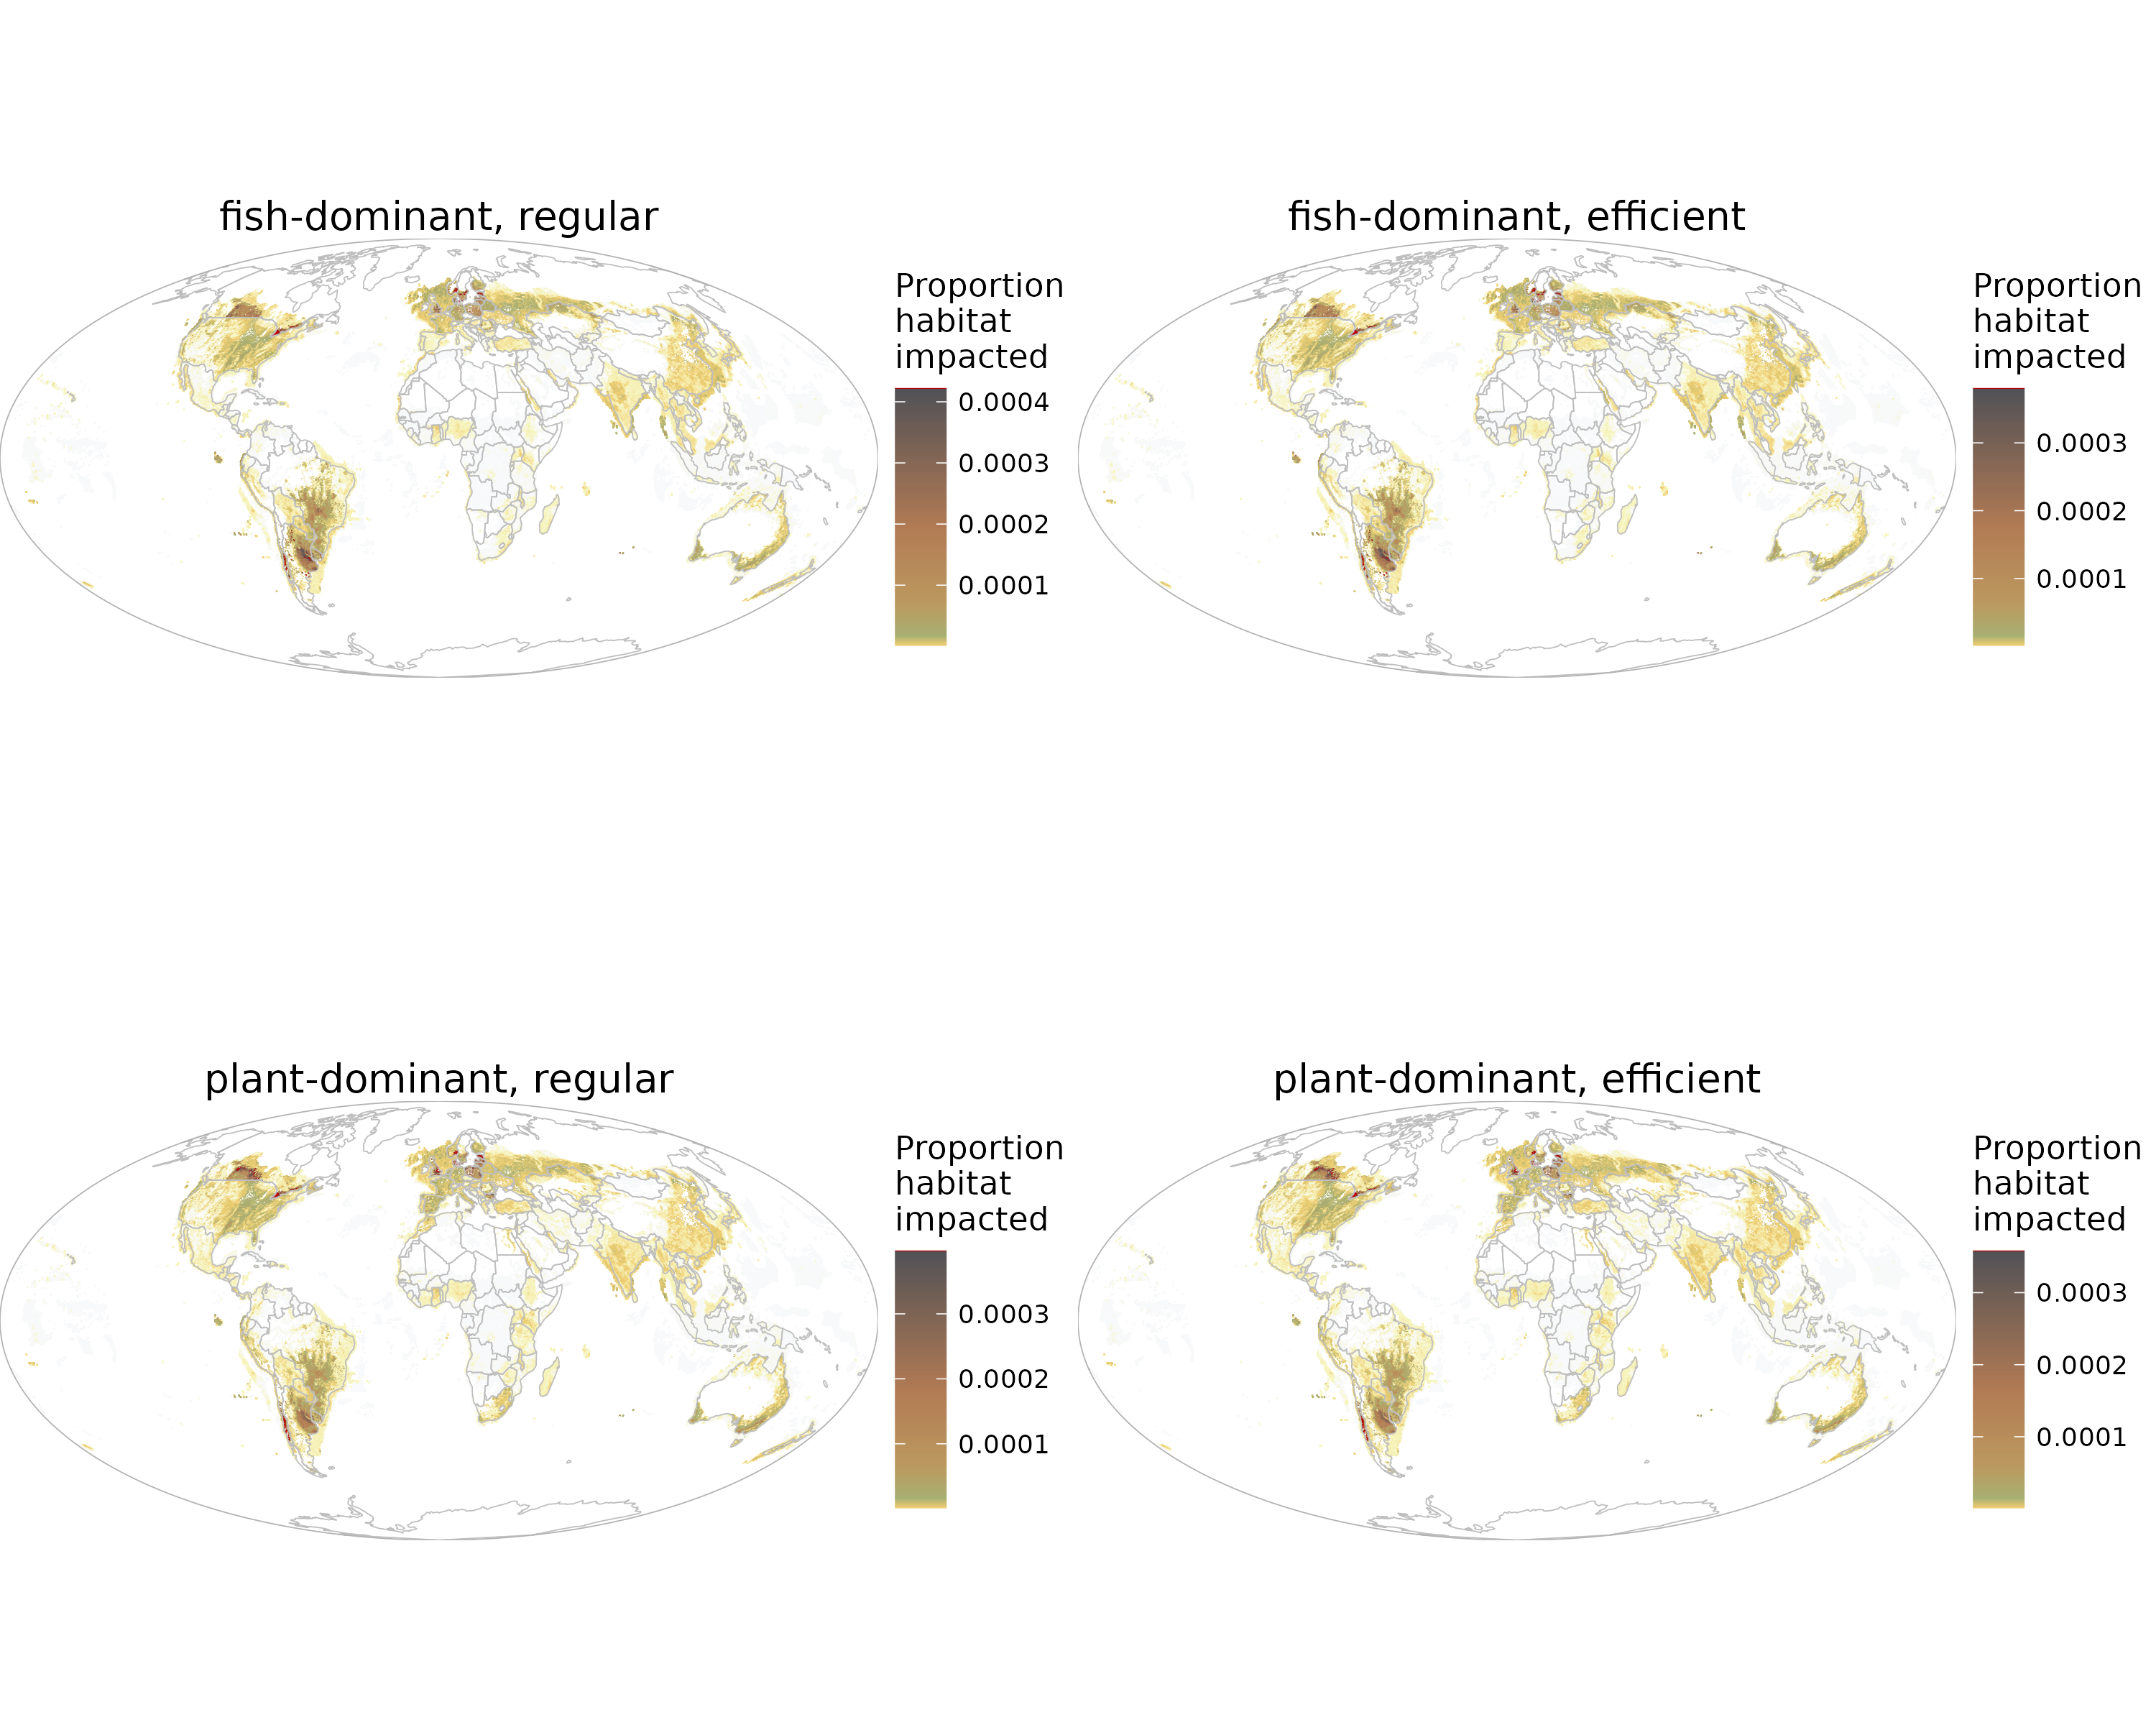 fish-dominant, regular
Proportion
habitat
impacted
0.0004
0.0003
0.0002
0.0001
fish-dominant, efficient
Proportion
habitat
impacted
0.0003
0.0002
0.0001
plant-dominant, regular
Proportion
habitat
impacted
0.0003
0.0002
0.0001
plant-dominant, efficient
Proportion
habitat
impacted
0.0003
0.0002
0.0001